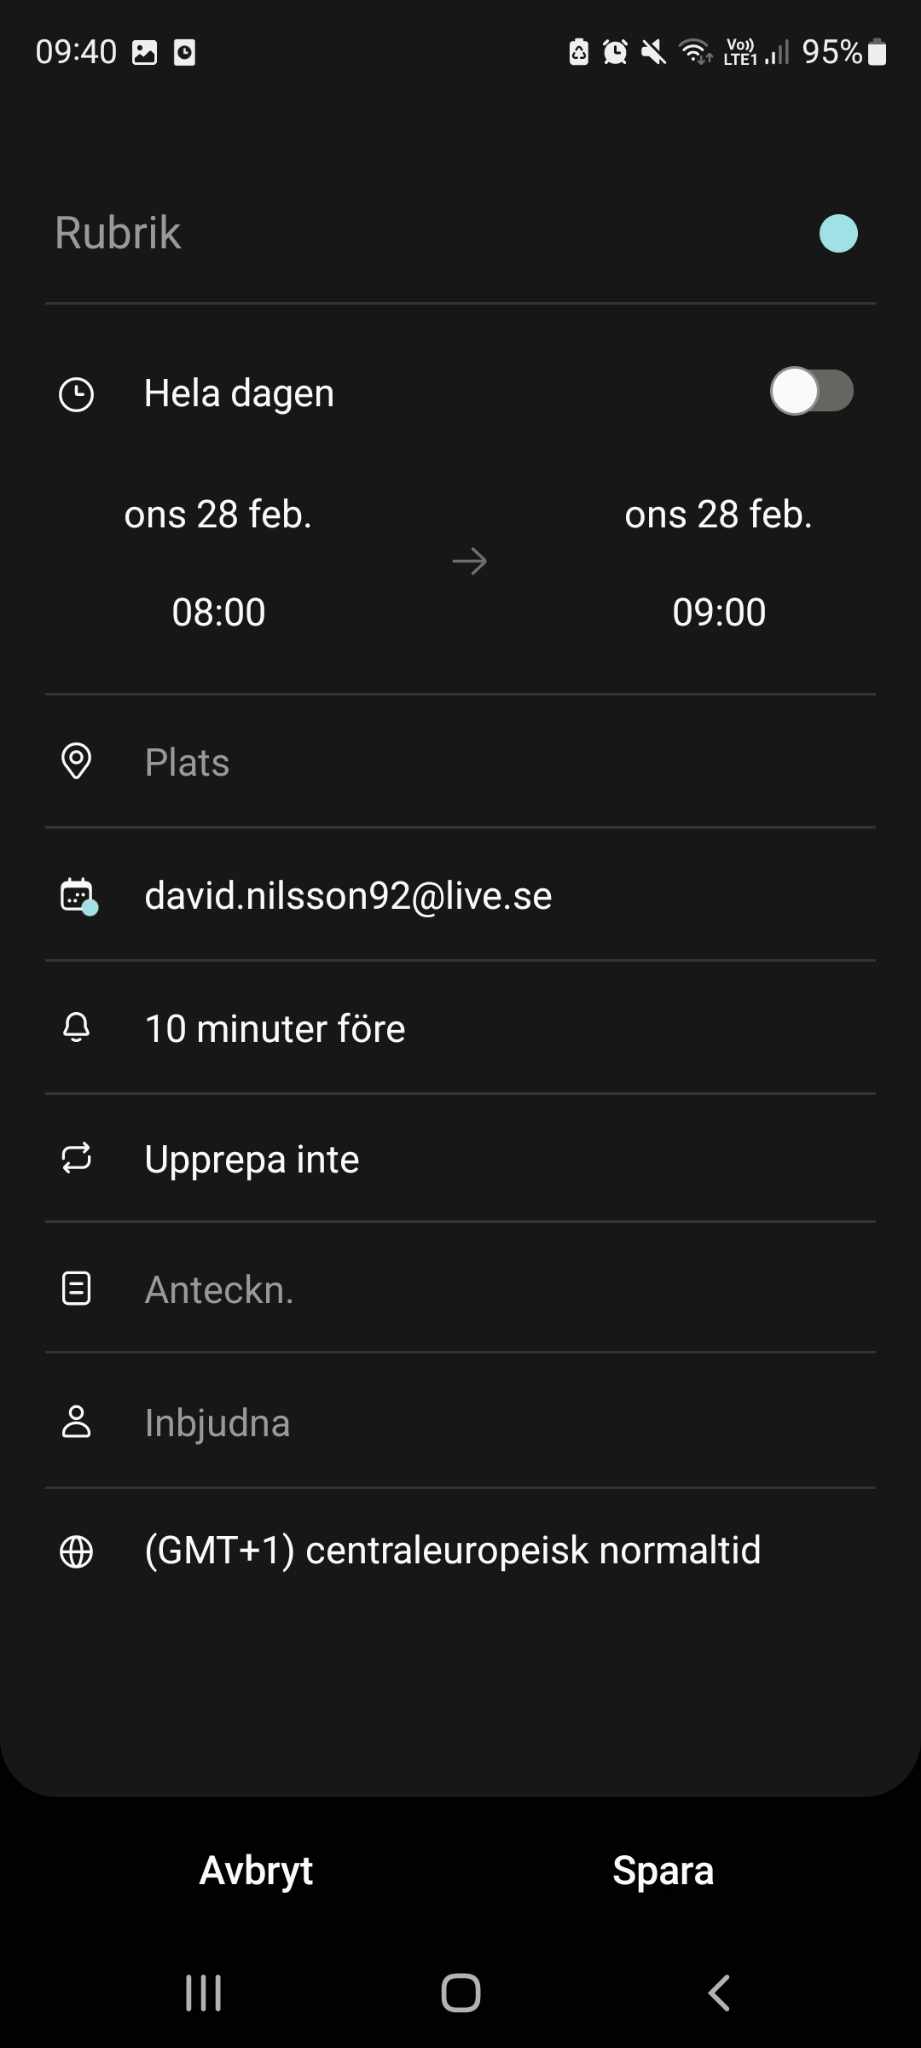 09:40 Vo)) LTE1 95%
Rubrik
Hela dagen
ons 28 feb. ons 28 feb.
08:00 09:00
Plats
david.nilsson92@live.se
10 minuter före
Upprepa inte
Anteckn.
Inbjudna
(GMT+1) centraleuropeisk normaltid
Avbryt Spara